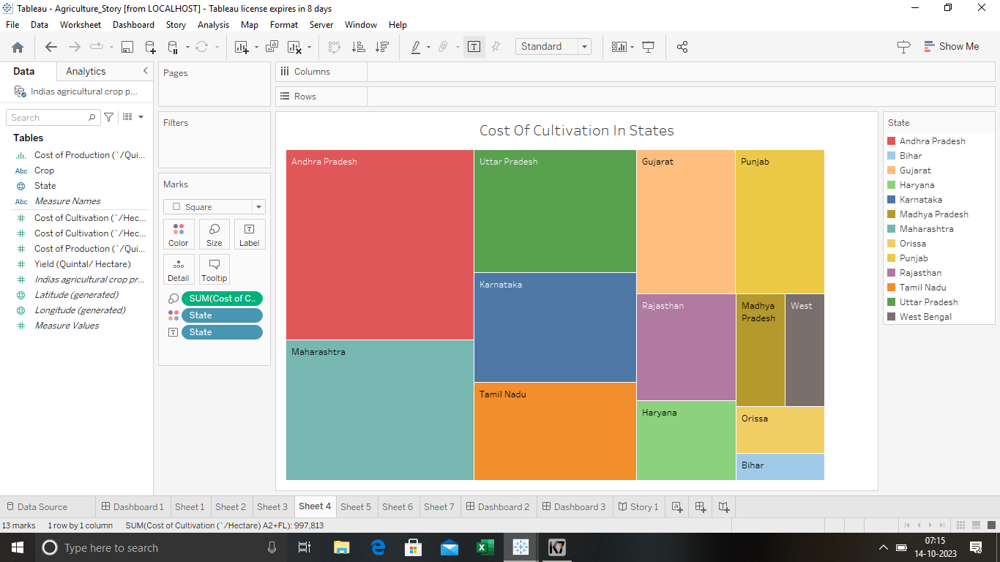 Tableau - Agriculture_Story [from LOCALHOST] - Tableau license expires in 8 days
File Data Worksheet Dashboard Story Analysis Map Format Server Window Help
Standard
Show Me
Data Analytics
Indias agricultural crop p...
Search
Tables
Cost of Production (`/Qui...
Abc Crop
State
Abc Measure Names
Cost of Cultivation (`/Hec...
Cost of Cultivation (`/Hec...
Cost of Production (`/Qui...
Yield (Quintal/ Hectare)
Indias agricultural crop pr...
Latitude (generated)
Longitude (generated)
Measure Values
Pages
Filters
Marks
Square
Color Size Label
Detail Tooltip
SUM(Cost of C..
State
State
Columns
Rows
Cost Of Cultivation In States
Andhra Pradesh
Maharashtra
Uttar Pradesh
Karnataka
Tamil Nadu
Gujarat
Punjab
Rajasthan
Madhya
Pradesh
West
Haryana
Orissa
Bihar
State
Andhra Pradesh
Bihar
Gujarat
Haryana
Karnataka
Madhya Pradesh
Maharashtra
Orissa
Punjab
Rajasthan
Tamil Nadu
Uttar Pradesh
West Bengal
Data Source Dashboard 1 Sheet 1 Sheet 2 Sheet 3 Sheet 4 Sheet 5 Sheet 6 Sheet 7 Dashboard 2 Dashboard 3 Story 1
13 marks 1 row by 1 column SUM(Cost of Cultivation (`/Hectare) A2+FL): 997,813
Type here to search
K7
07:15
14-10-2023